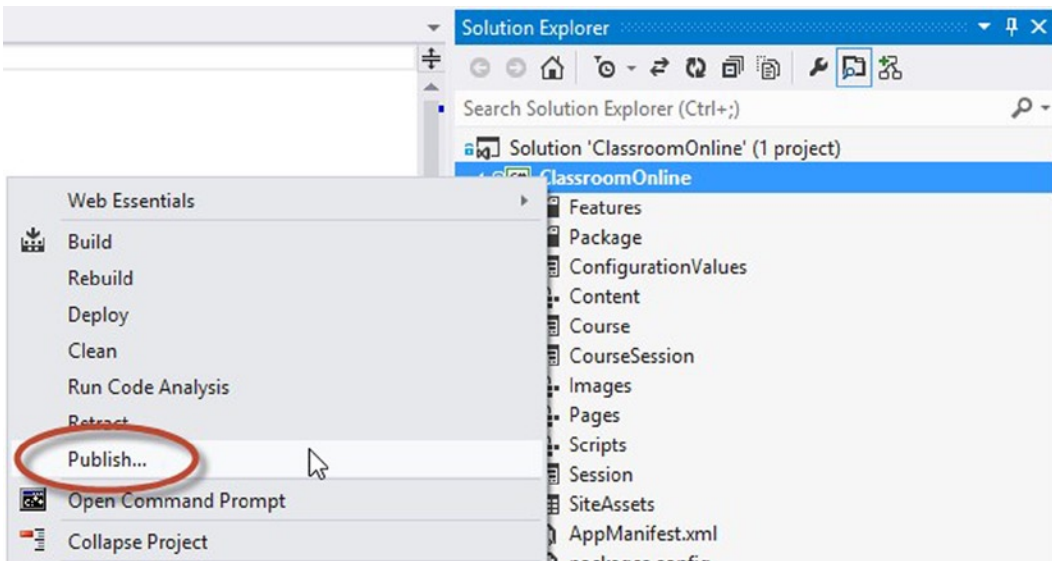 Solution Explorer
Search Solution Explorer (Ctrl+;)
Solution 'ClassroomOnline' (1 project)
ClassroomOnline
Features
Package
ConfigurationValues
Content
Course
CourseSession
Images
Pages
Scripts
Session
SiteAssets
AppManifest.xml
packages.config
Web Essentials
Build
Rebuild
Deploy
Clean
Run Code Analysis
Retract
Publish...
Open Command Prompt
Collapse Project